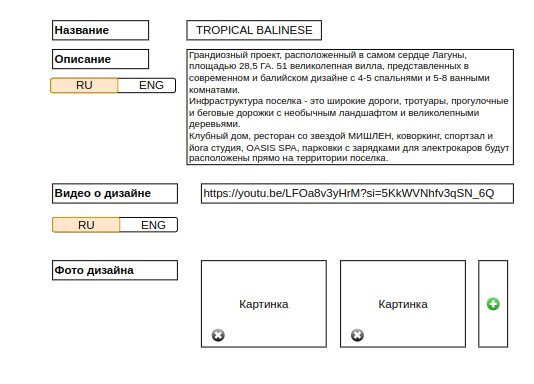 Название
TROPICAL BALINESE
Описание
RU ENG
Грандиозный проект, расположенный в самом сердце Лагуны,
площадью 28,5 ГА. 51 великолепная вилла, представленных в
современном и балийском дизайне с 4-5 спальнями и 5-8 ванными
комнатами.
Инфраструктура поселка - это широкие дороги, тротуары, прогулочные
и беговые дорожки с необычным ландшафтом и великолепными
деревьями.
Клубный дом, ресторан со звездой МИШЛЕН, коворкинг, спортзал и
йога студия, OASIS SPA, парковки с зарядками для электрокаров будут
расположены прямо на территории поселка.
Видео о дизайне
https://youtu.be/LFOa8v3yHrM?si=5KkWVNhfv3qSN_6Q
RU ENG
Фото дизайна
Картинка
Картинка